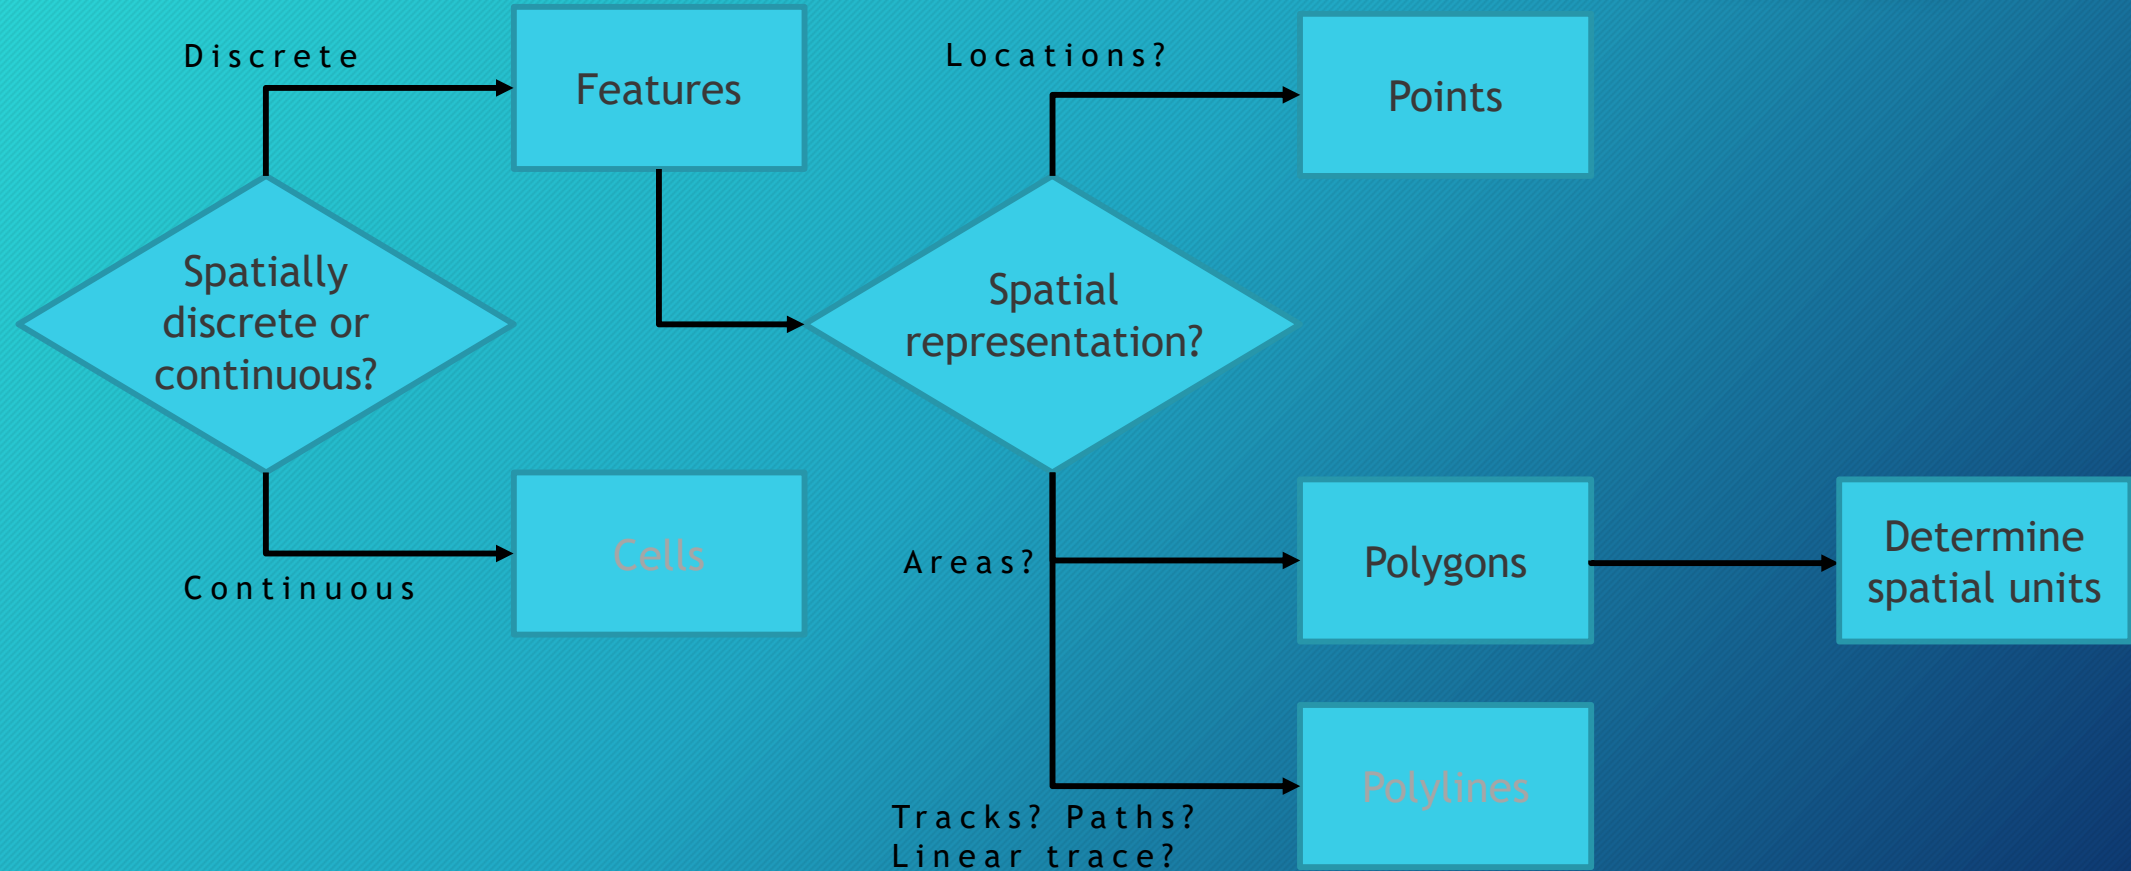 Discrete
Features
Locations?
Points
Spatially
discrete or
continuous?
Spatial
representation?
Continuous
Cells
Areas?
Polygons
Determine
spatial units
Tracks? Paths?
Linear trace?
Polylines